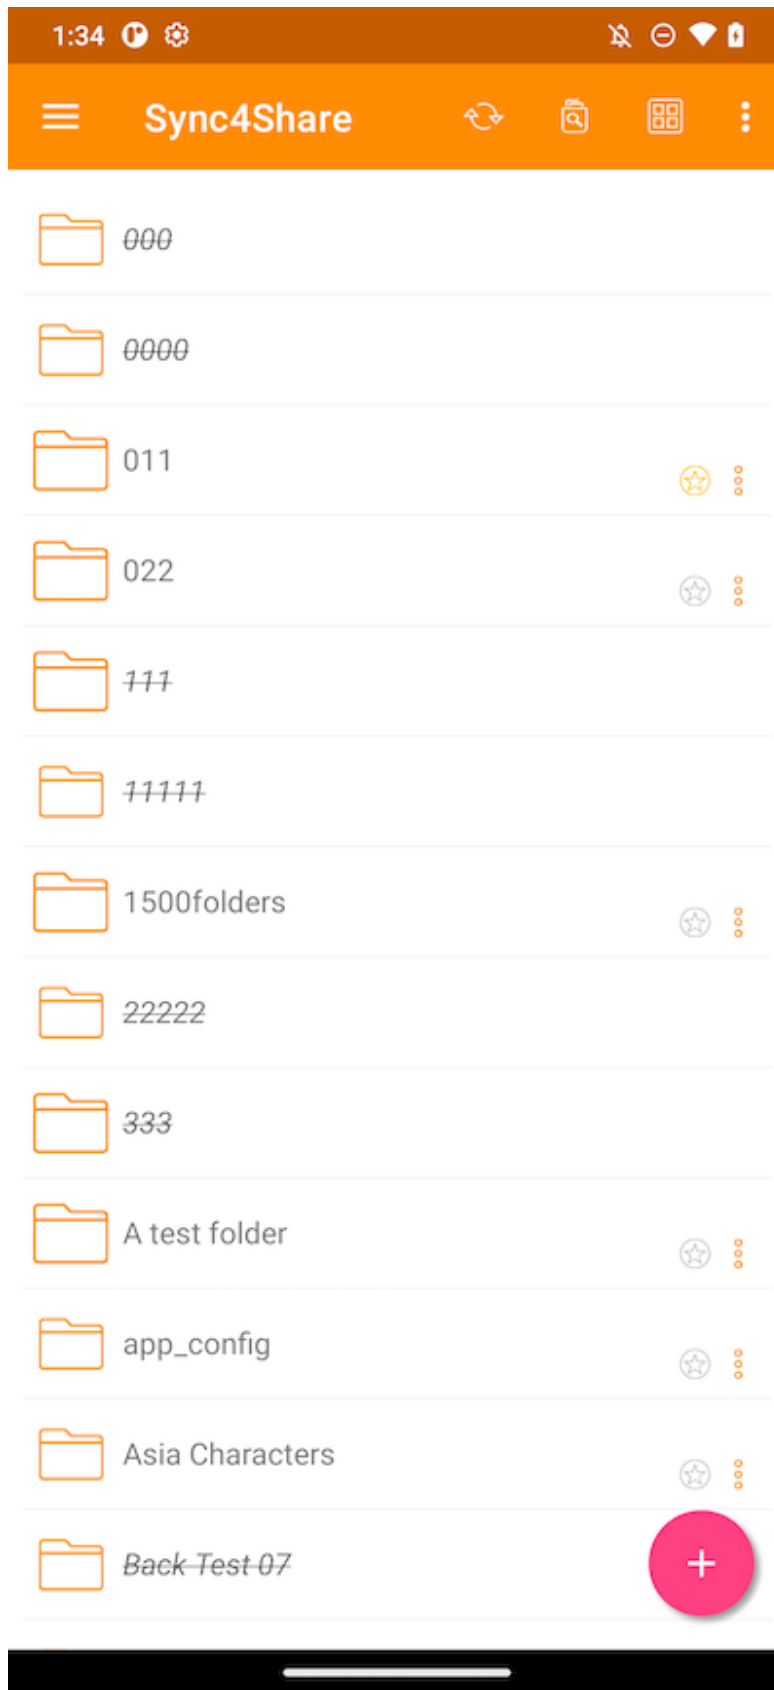 1:34
Sync4Share
000
0000
011
022
111
11111
1500folders
22222
333
A test folder
app_config
Asia Characters
Back Test 07